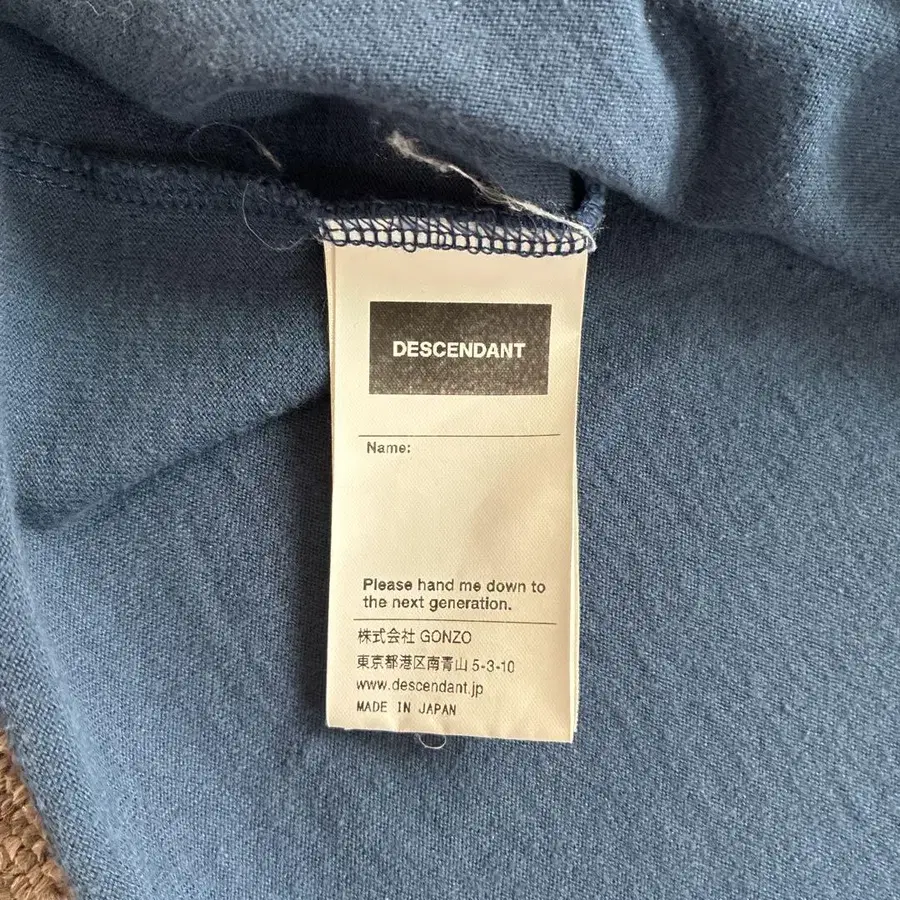 DESCENDANT
Name:
Please hand me down to
the next generation.
株式会社 GONZO
東京都港区南青山 5-3-10
www.descendant.jp
MADE IN JAPAN